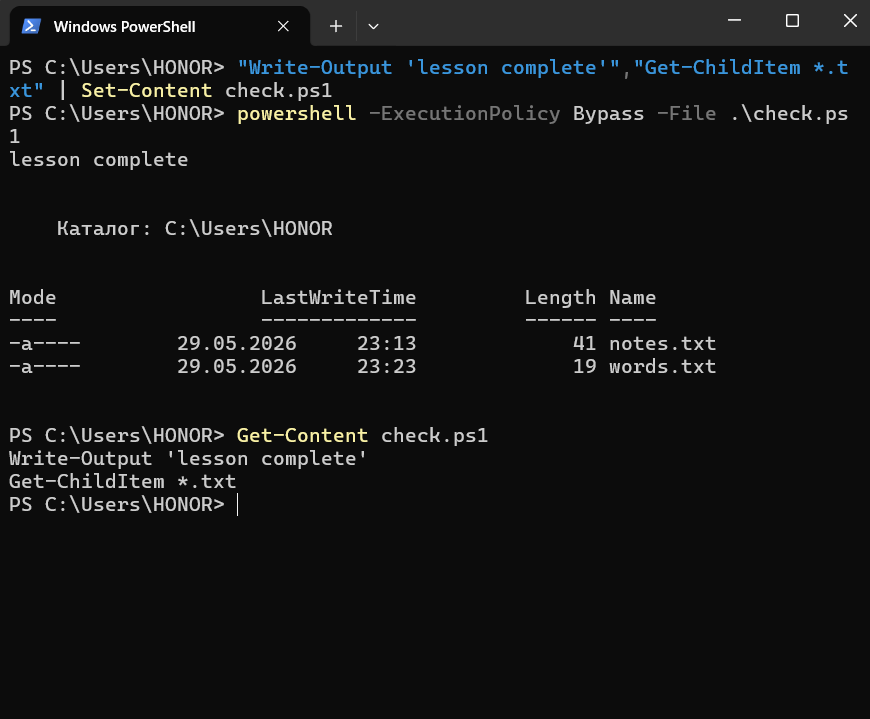 Windows PowerShell
PS C:\Users\HONOR> "Write-Output 'lesson complete'","Get-ChildItem *.t
xt" | Set-Content check.ps1
PS C:\Users\HONOR> powershell -ExecutionPolicy Bypass -File .\check.ps
1
lesson complete
Каталог: C:\Users\HONOR
Mode LastWriteTime Length Name
---- ------------- ------ ----
-a---- 29.05.2026 23:13 41 notes.txt
-a---- 29.05.2026 23:23 19 words.txt
PS C:\Users\HONOR> Get-Content check.ps1
Write-Output 'lesson complete'
Get-ChildItem *.txt
PS C:\Users\HONOR>